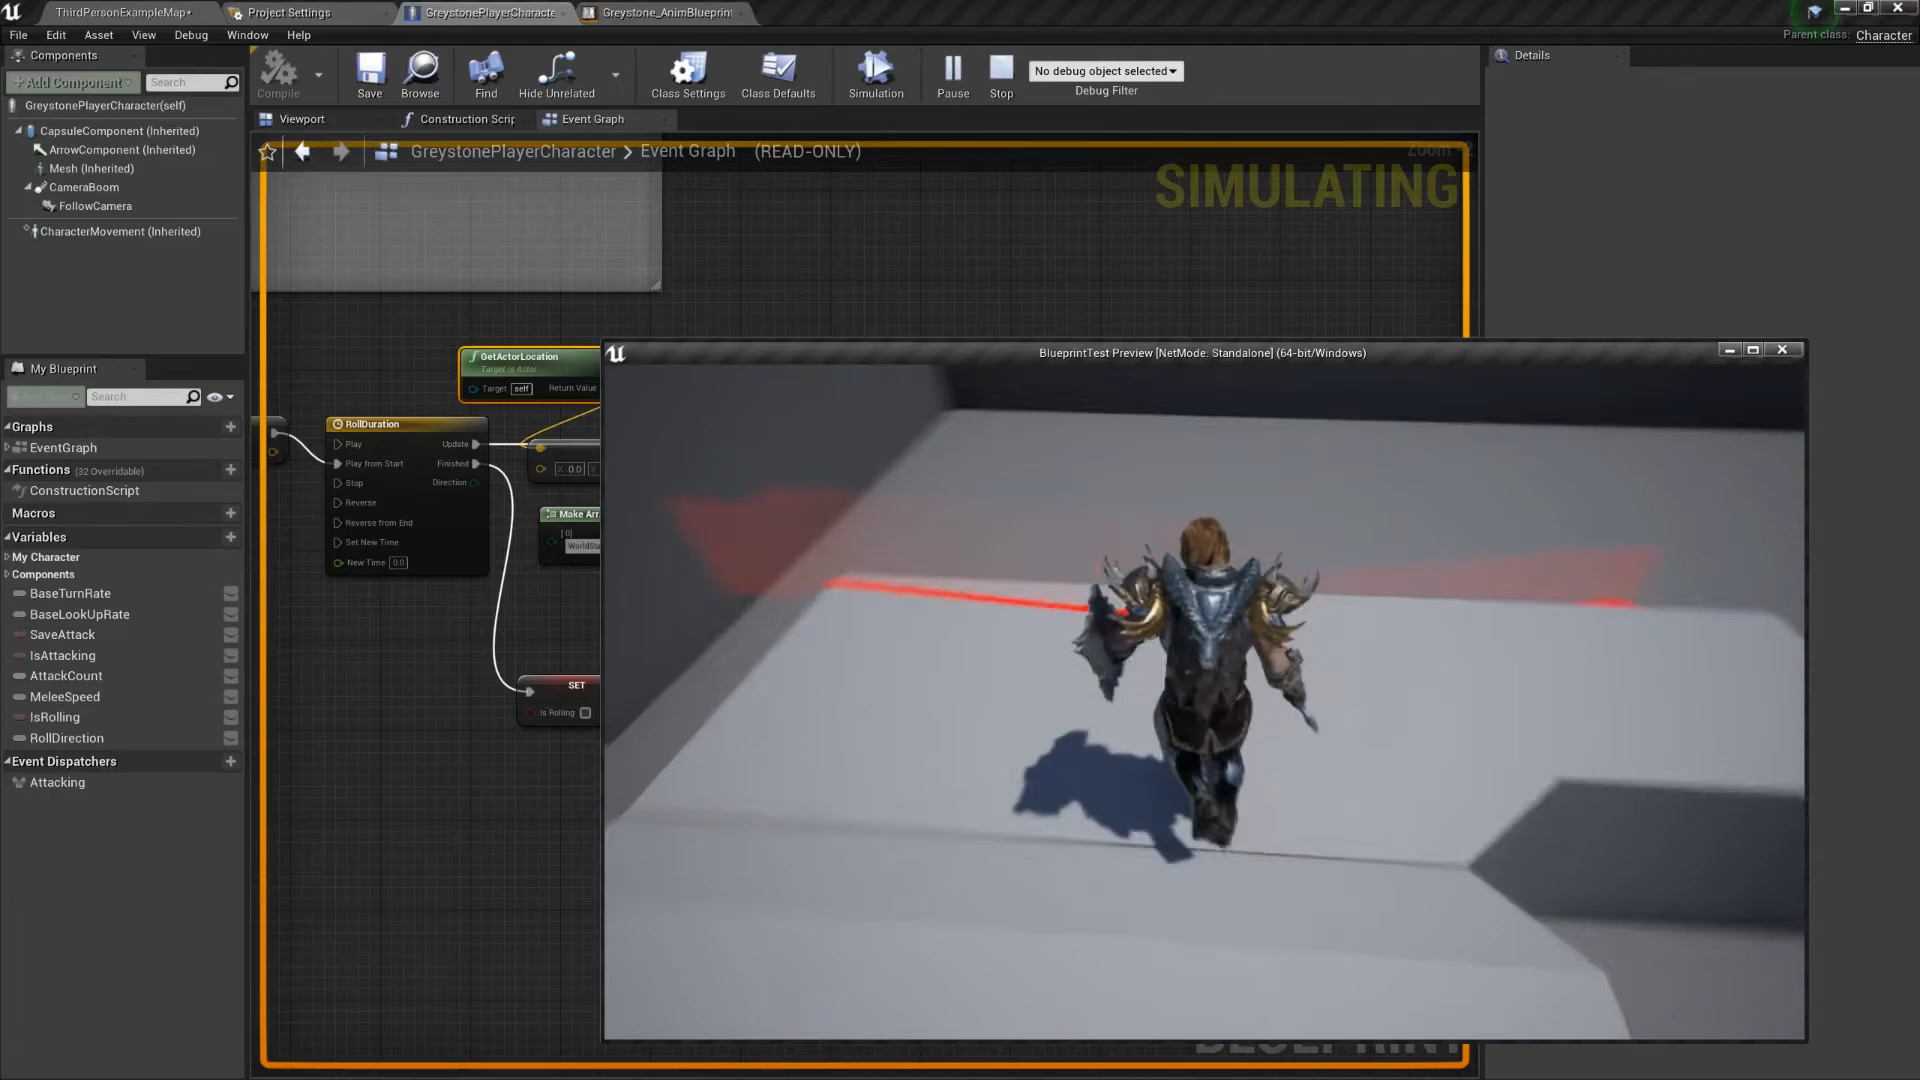 ThirdPersonExampleMap*
Project Settings
GreystonePlayerCharacte
Greystone_AnimBlueprint
File
Edit
Asset
View
Debug
Window
Help
Parent class: Character
Components
+Add Component
Search
GreystonePlayerCharacter(self)
CapsuleComponent (Inherited)
ArrowComponent (Inherited)
Mesh (Inherited)
CameraBoom
FollowCamera
CharacterMovement (Inherited)
Compile
Save
Browse
Find
Hide Unrelated
Class Settings
Class Defaults
Simulation
Pause
Stop
No debug object selected
Debug Filter
Details
Viewport
Construction Scrip
Event Graph
GreystonePlayerCharacter > Event Graph (READ-ONLY)
Zoom -2
SIMULATING
My Blueprint
Search
Graphs
EventGraph
Functions (32 Overridable)
ConstructionScript
Macros
Variables
My Character
Components
BaseTurnRate
BaseLookUpRate
SaveAttack
IsAttacking
AttackCount
MeleeSpeed
IsRolling
RollDirection
Event Dispatchers
Attacking
GetActorLocation
Target is Actor
Target self
Return Value
RollDuration
Play
Update
Play from Start
Finished
Stop
Direction
Reverse
Reverse from End
Set New Time
New Time 0.0
X 0.0 Y
Make Arr
[0]
WorldSta
SET
Is Rolling
BlueprintTest Preview [NetMode: Standalone] (64-bit/Windows)
BLUEPRINT